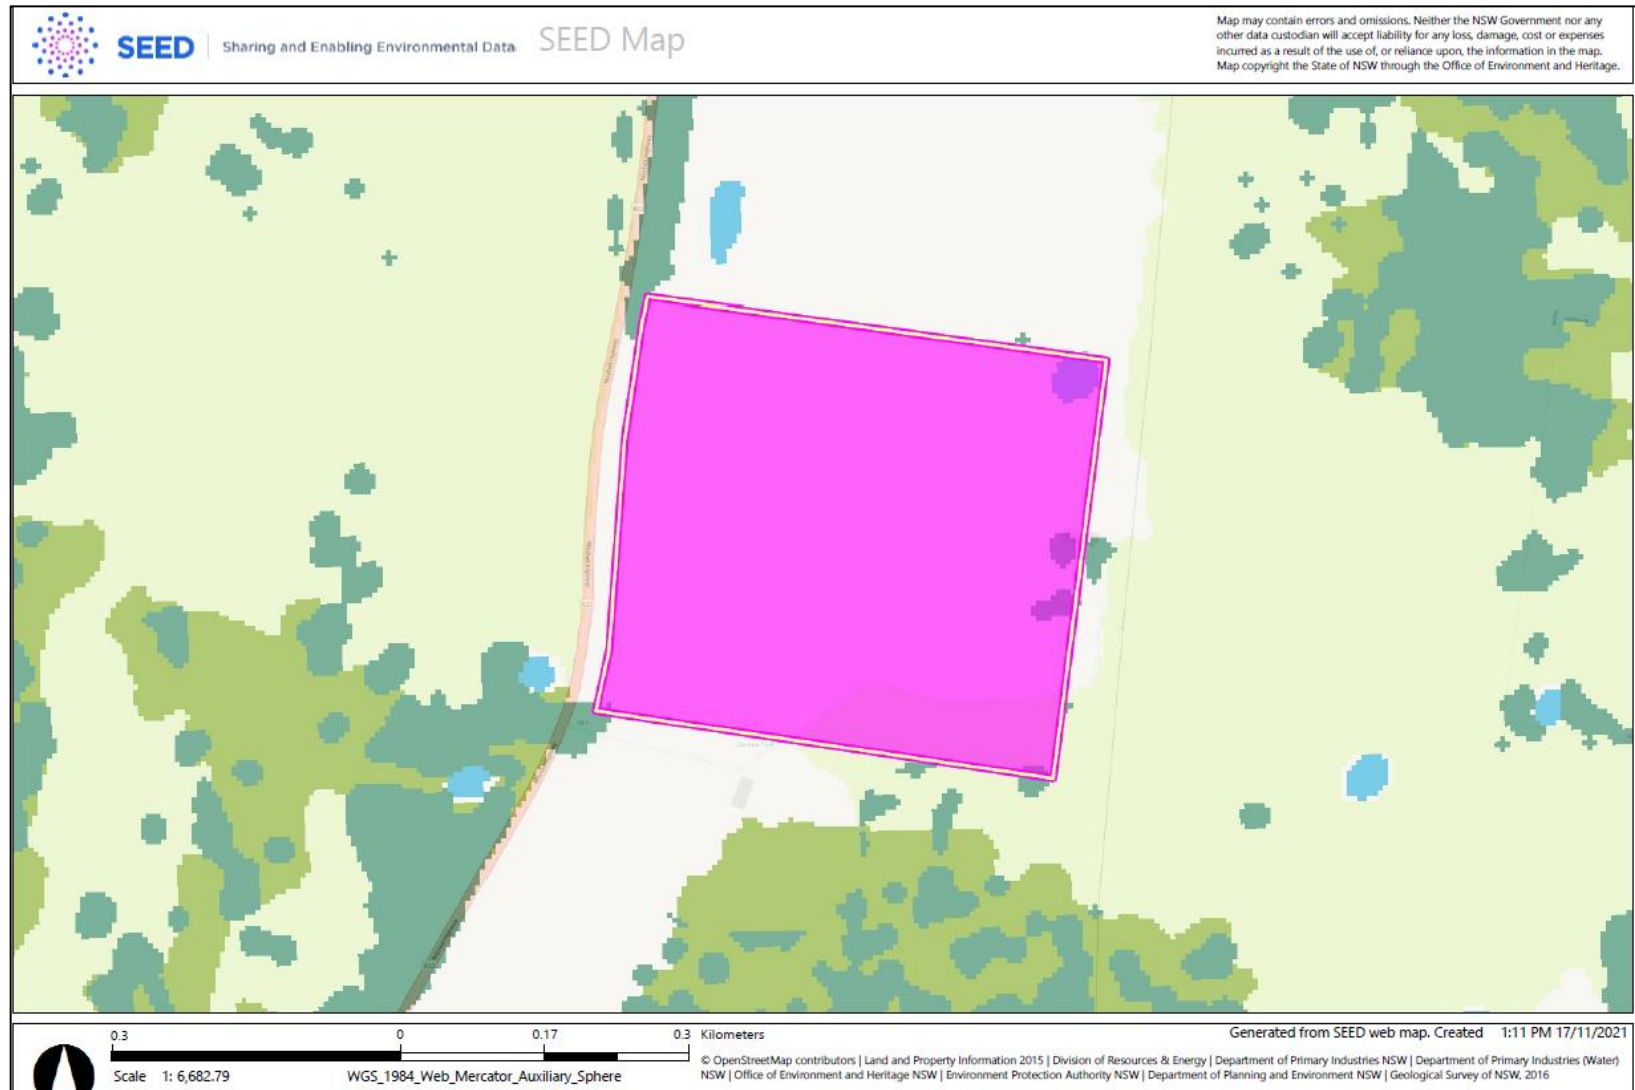 SEED
Sharing and Enabling Environmental Data
SEED Map
Map may contain errors and omissions. Neither the NSW Government nor any
other data custodian will accept liability for any loss, damage, cost or expenses
incurred as a result of the use of, or reliance upon, the information in the map.
Map copyright the State of NSW through the Office of Environment and Heritage.
0.3 0 0.17 0.3 Kilometers
Scale 1: 6,682.79
WGS_1984_Web_Mercator_Auxiliary_Sphere
Generated from SEED web map. Created 1:11 PM 17/11/2021
© OpenStreetMap contributors | Land and Property Information 2015 | Division of Resources & Energy | Department of Primary Industries NSW | Department of Primary Industries (Water)
NSW | Office of Environment and Heritage NSW | Environment Protection Authority NSW | Department of Planning and Environment NSW | Geological Survey of NSW, 2016